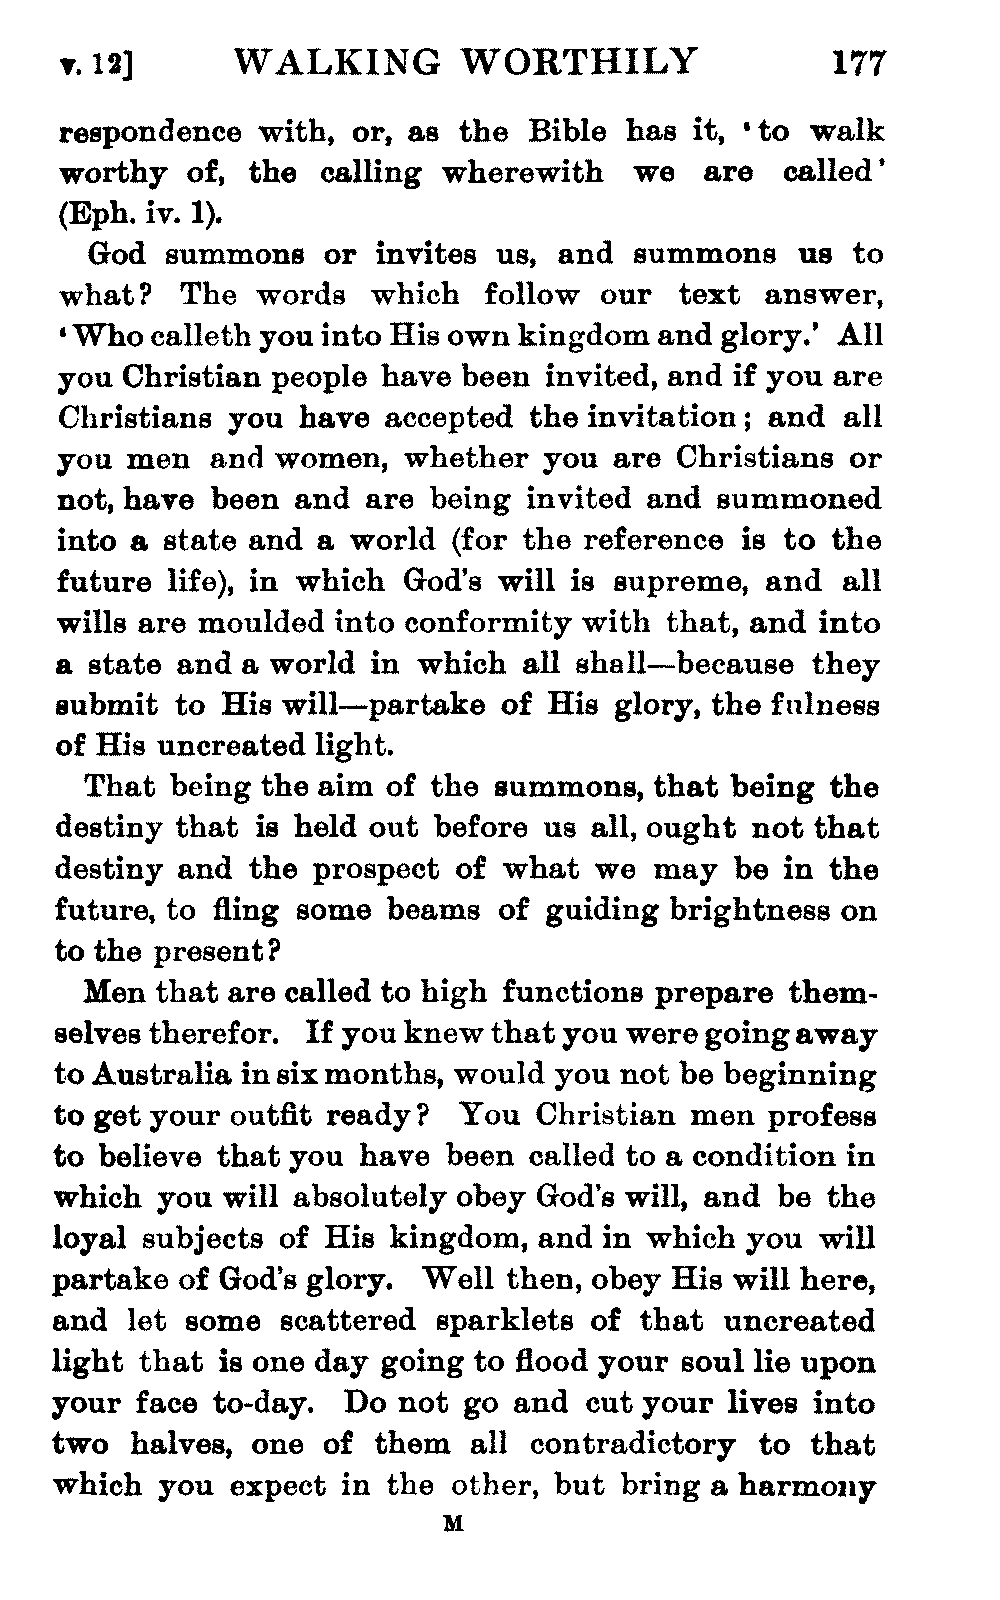 v. 12] WALKING WORTHILY 177
respondence with, or, as the Bible has it, ‘to walk
worthy of, the calling wherewith we are called’
(Eph. iv. 1).
God summons or invites us, and summons us to
what? The words which follow our text answer,
‘Who calleth you into His own kingdom and glory.’ All
you Christian people have been invited, and if you are
Christians you have accepted the invitation; and all
you men and women, whether you are Christians or
not, have been and are being invited and summoned
into a state and a world (for the reference is to the
future life), in which God’s will is supreme, and all
wills are moulded into conformity with that, and into
a state and a world in which all shall—because they
submit to His will—partake of His glory, the fulness
of His uncreated light.
That being the aim of the summons, that being the
destiny that is held out before us all, ought not that
destiny and the prospect of what we may be in the
future, to fling some beams of guiding brightness on
to the present?
Men that are called to high functions prepare them-
selves therefor. If you knew that you were going away
to Australia in six months, would you not be beginning
to get your outfit ready? You Christian men profess
to believe that you have been called to a condition in
which you will absolutely obey God’s will, and be the
loyal subjects of His kingdom, and in which you will
partake of God’s glory. Well then, obey His will here,
and let some scattered sparklets of that uncreated
light that is one day going to flood your soul lie upon
your face to-day. Do not go and cut your lives into
two halves, one of them all contradictory to that
which you expect in the other, but bring a harmony
M